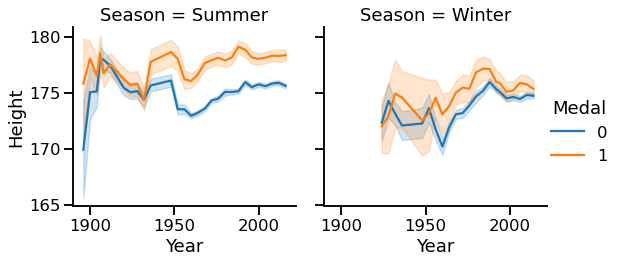 Season = Summer
Season = Winter
180
175
170
165
Height
1900
1950
2000
Year
1900
1950
2000
Year
Medal
0
1